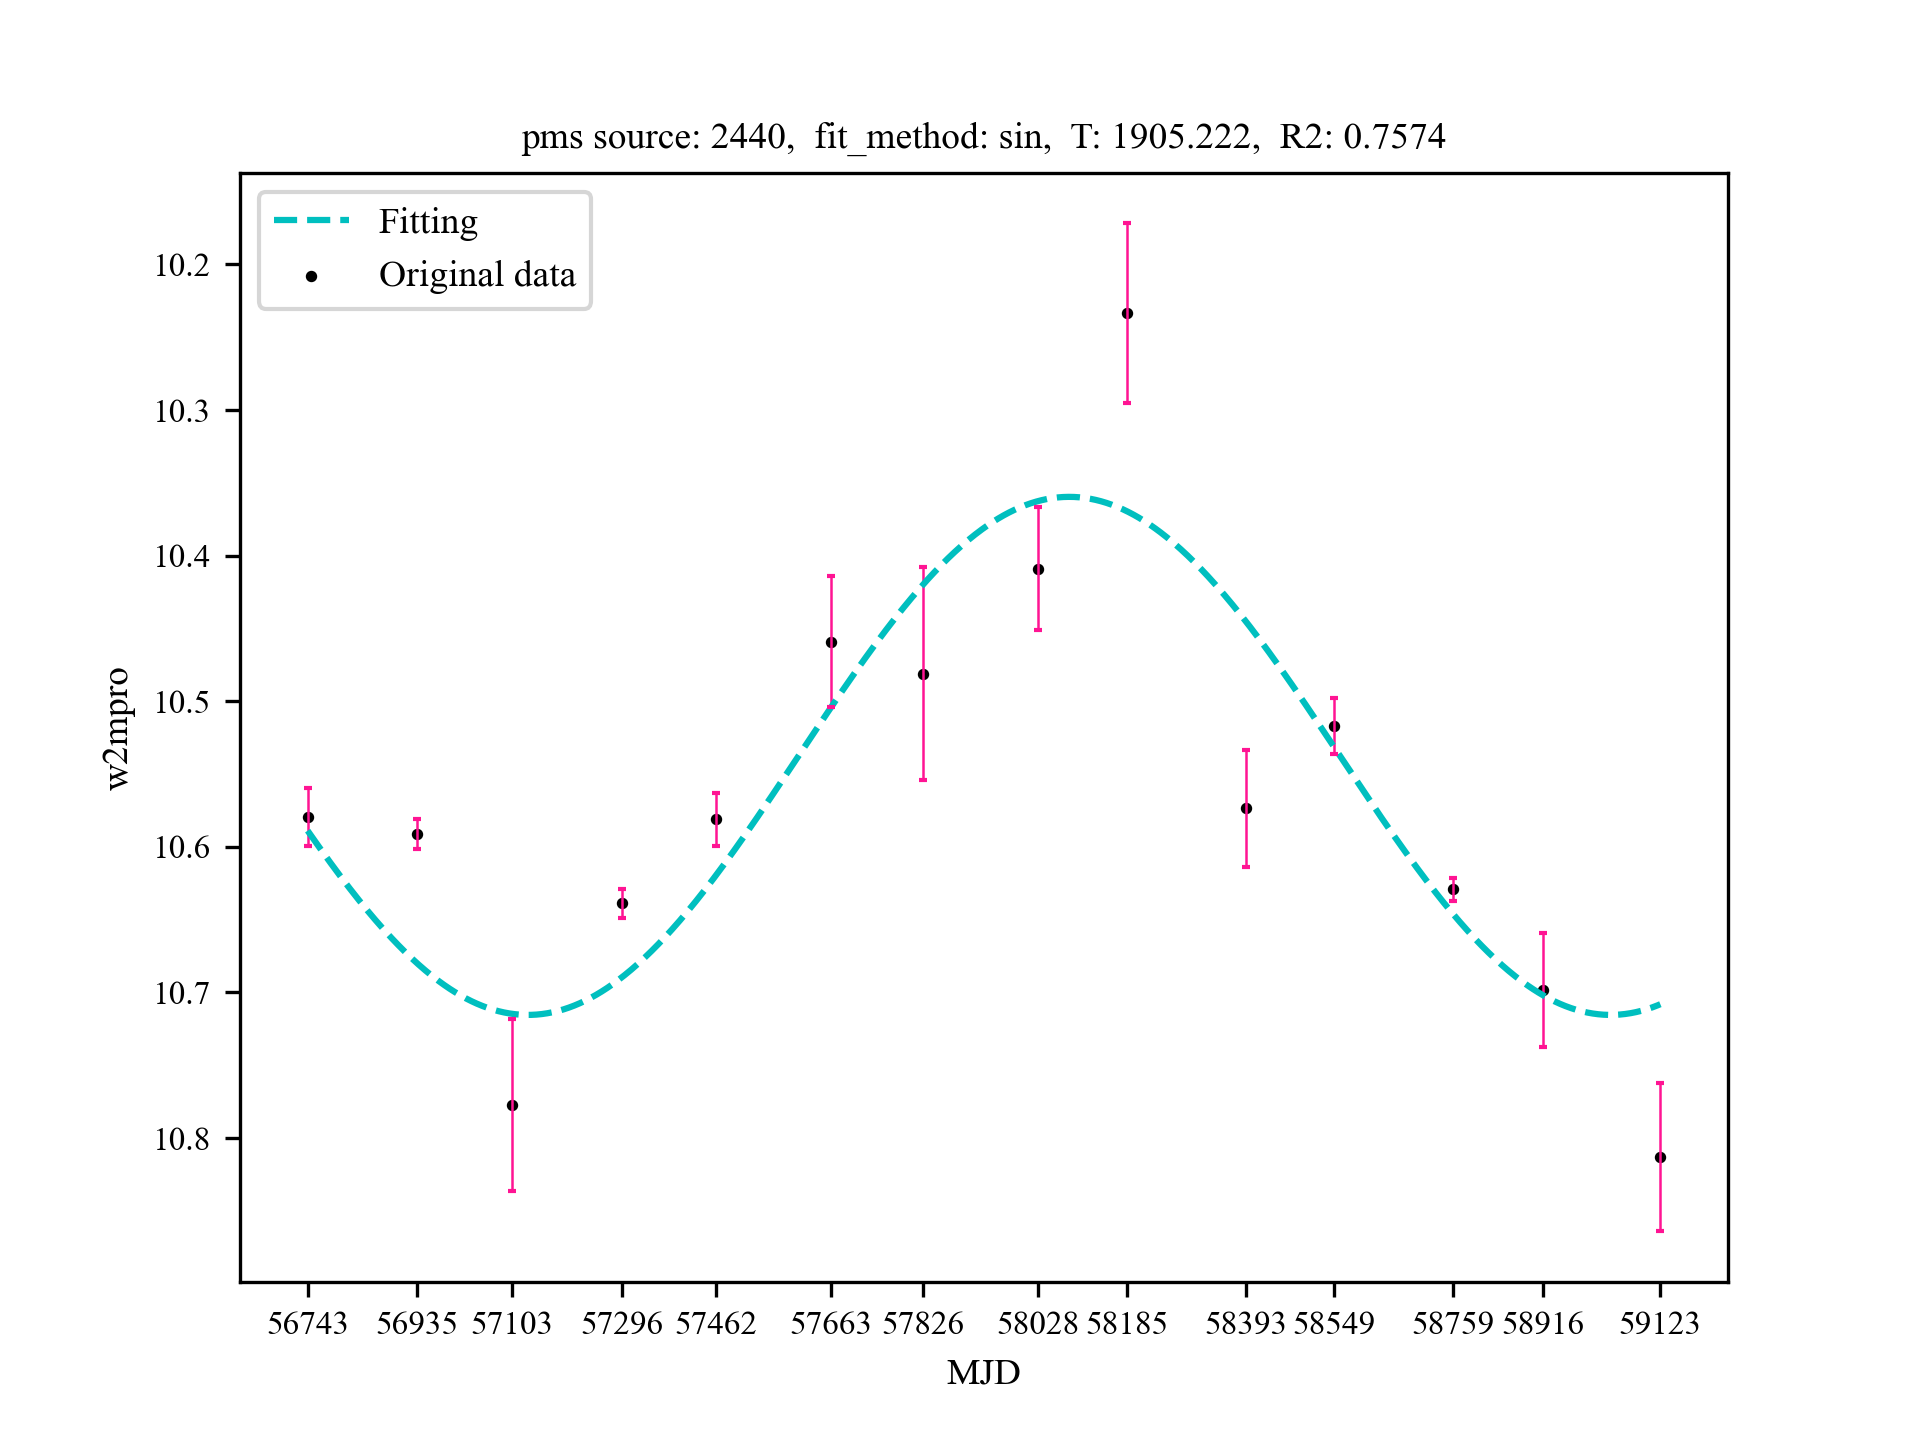 pms source: 2440,  fit_method: sin,  T: 1905.222,  R2: 0.7574
Fitting
Original data
10.2
10.3
10.4
10.5
10.6
10.7
10.8
w2mpro
56743 56935 57103 57296 57462 57663 57826 58028 58185 58393 58549 58759 58916 59123
MJD